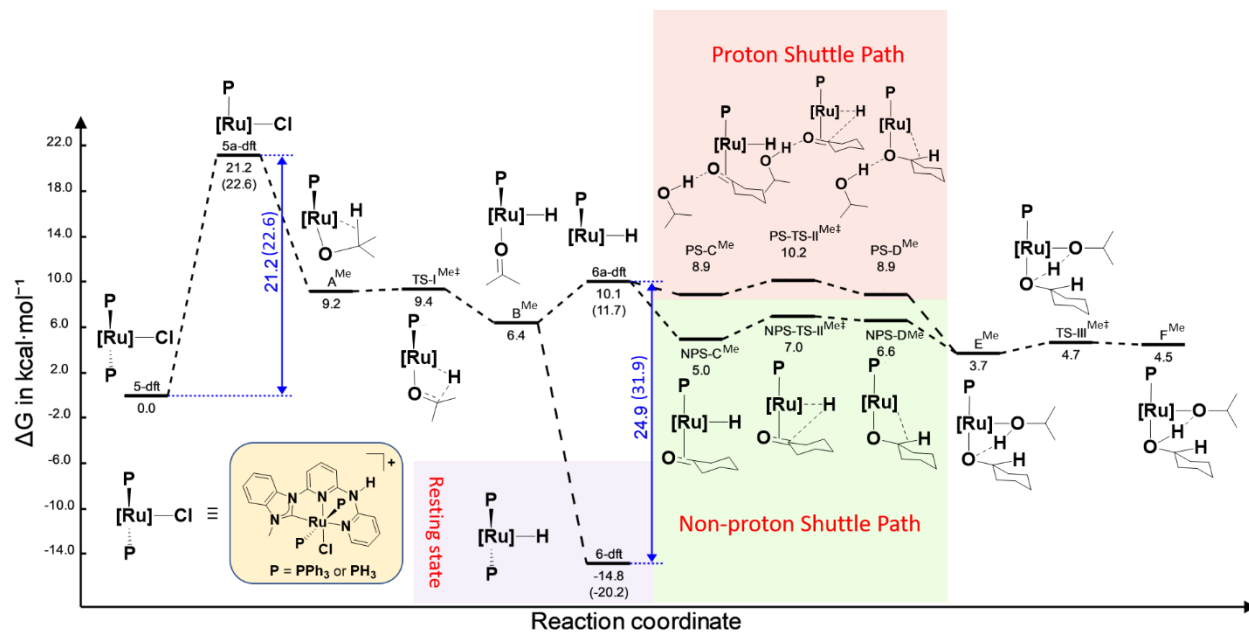 Proton Shuttle Path
P
[Ru]—Cl
5a-dft
21.2
(22.6)
21.2 (22.6)
P
[Ru] H
O
A^Me
9.2
TS-I^Me‡
9.4
P
[Ru] H
O
P
[Ru]—H
O
B^Me
6.4
P
[Ru]—H
6a-dft
10.1
(11.7)
P
[Ru]—H
H O
O
PS-C^Me
8.9
P
[Ru] H
O
H
O
PS-TS-II^Me‡
10.2
P
[Ru]
O H
H
O
PS-D^Me
8.9
P
[Ru]—Cl
P
5-dft
0.0
NPS-C^Me
5.0
P
[Ru]—H
O
NPS-TS-II^Me‡
7.0
P
[Ru] H
O
NPS-D^Me
6.6
P
[Ru]
O H
E^Me
3.7
P
[Ru]—O
H
O H
P
[Ru]—O
H
O H
TS-III^Me‡
4.7
F^Me
4.5
P
[Ru]—O
H
O H
24.9 (31.9)
Non-proton Shuttle Path
Resting state
P
[Ru]—H
P
6-dft
-14.8
(-20.2)
P
[Ru]—Cl
P
≡
N N N H
N Ru P
P N
Cl
+
P = PPh₃ or PH₃
ΔG in kcal·mol⁻¹
22.0
18.0
14.0
10.0
6.0
2.0
-2.0
-6.0
-10.0
-14.0
Reaction coordinate